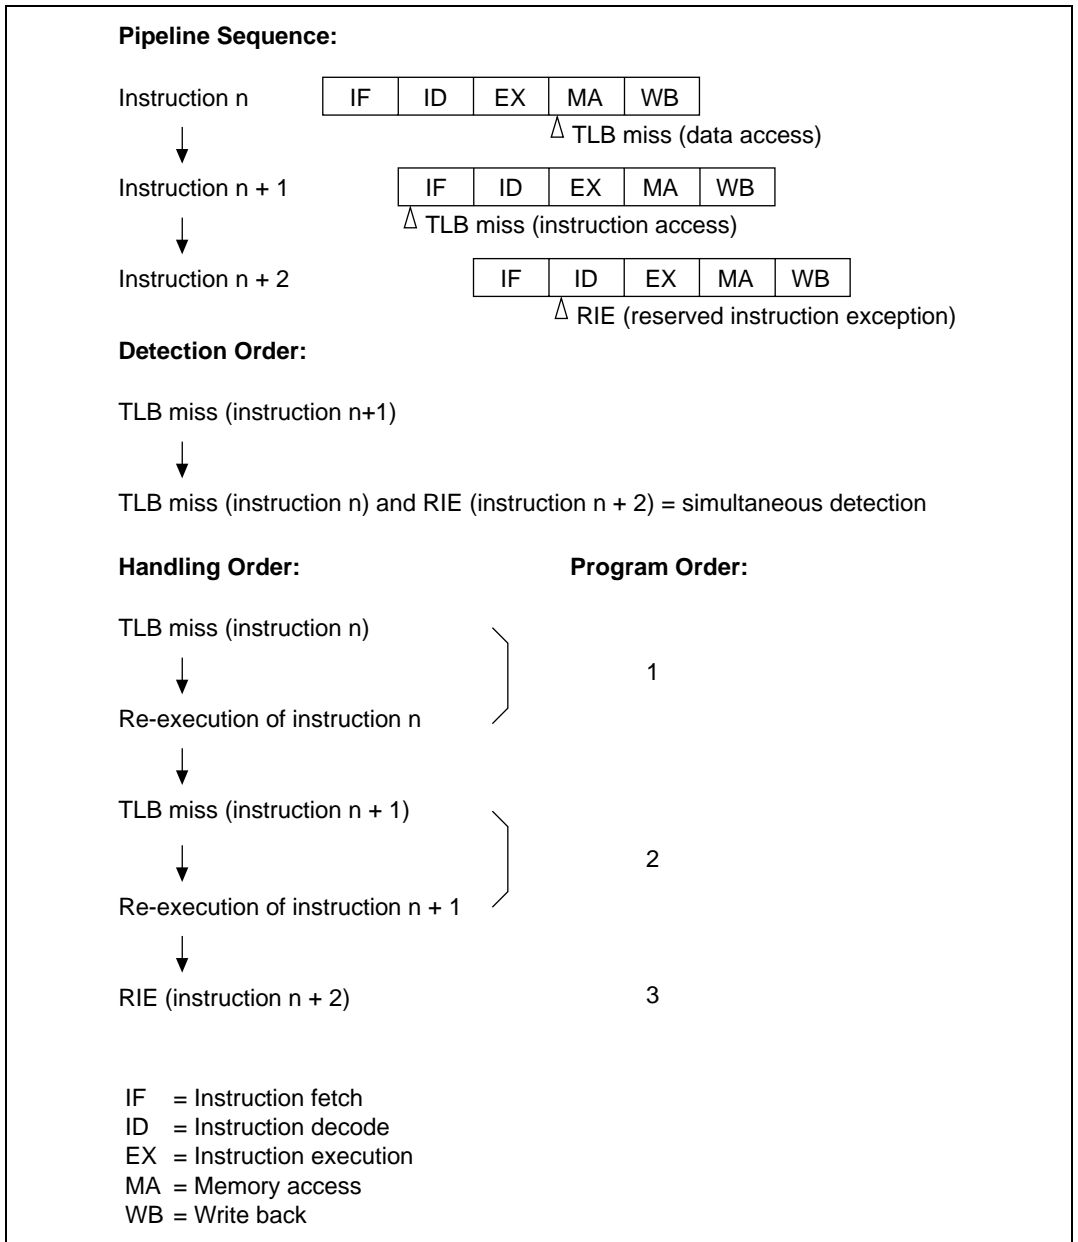 Pipeline Sequence:
Instruction n IF ID EX MA WB
TLB miss (data access)
Instruction n + 1 IF ID EX MA WB
TLB miss (instruction access)
Instruction n + 2 IF ID EX MA WB
RIE (reserved instruction exception)
Detection Order:
TLB miss (instruction n+1)
TLB miss (instruction n) and RIE (instruction n + 2) = simultaneous detection
Handling Order: Program Order:
TLB miss (instruction n)
1
Re-execution of instruction n
TLB miss (instruction n + 1)
2
Re-execution of instruction n + 1
RIE (instruction n + 2) 3
IF = Instruction fetch
ID = Instruction decode
EX = Instruction execution
MA = Memory access
WB = Write back